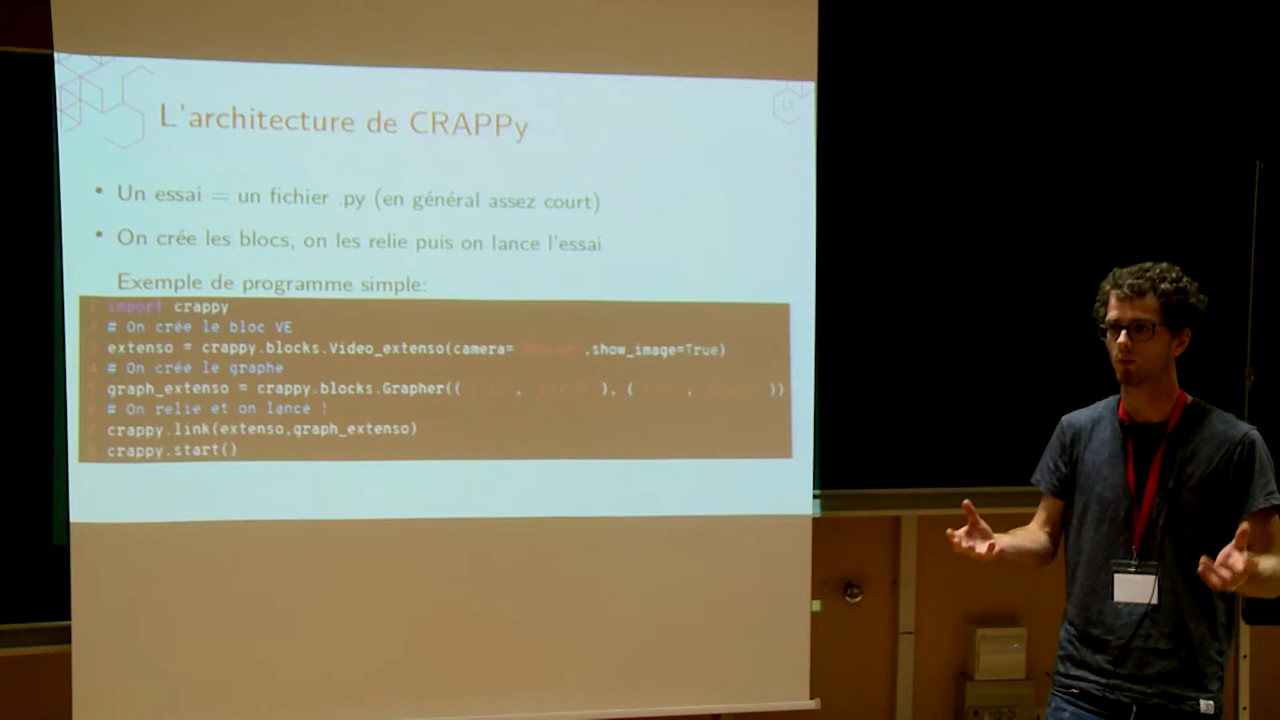 L'architecture de CRAPPy
13
• Un essai = un fichier .py (en général assez court)
• On crée les blocs, on les relie puis on lance l'essai
Exemple de programme simple:
import crappy
# On crée le bloc VE
extenso = crappy.blocks.Video_extenso(camera= ,show_image=True)
# On crée le graphe
graph_extenso = crappy.blocks.Grapher(( , ), ( , ))
# On relie et on lance !
crappy.link(extenso,graph_extenso)
crappy.start()